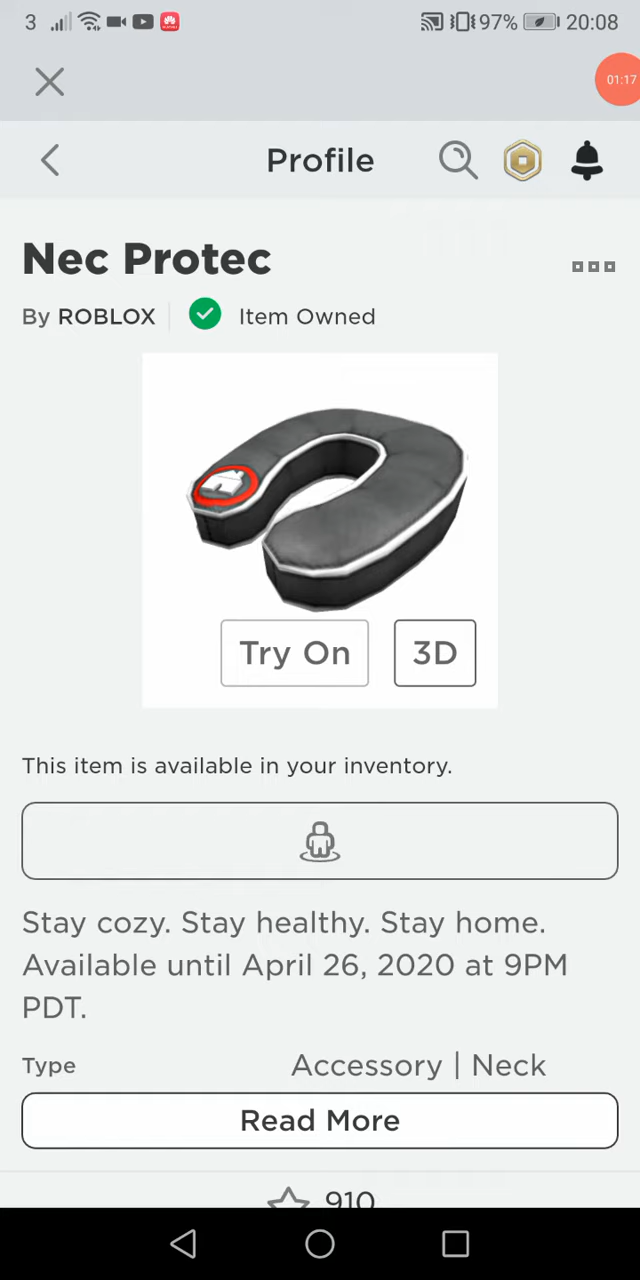 3 97% 20:08
01:17
Profile
Nec Protec
By ROBLOX Item Owned
Try On 3D
This item is available in your inventory.
Stay cozy. Stay healthy. Stay home.
Available until April 26, 2020 at 9PM
PDT.
Type Accessory | Neck
Read More
910